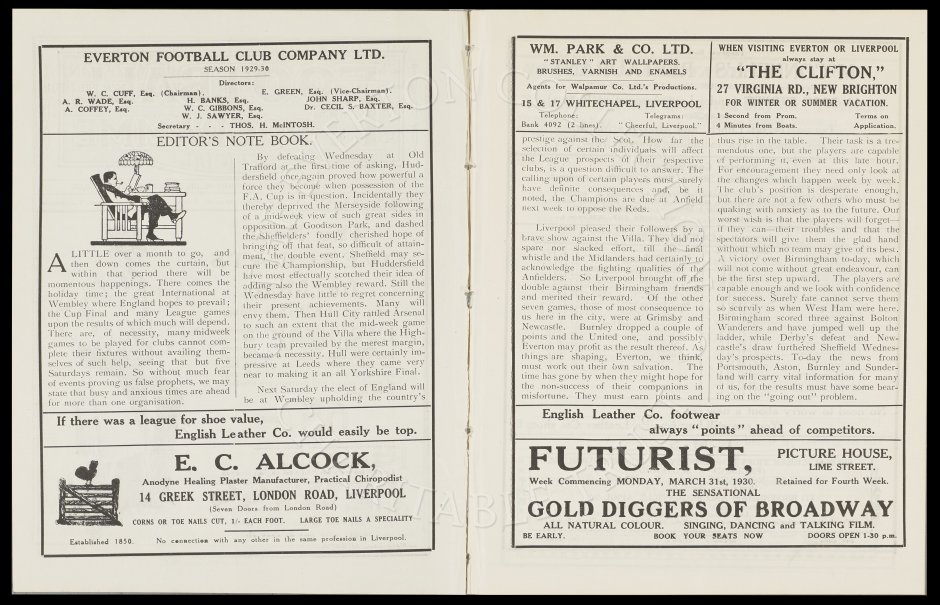 EVERTON FOOTBALL CLUB COMPANY LTD.
SEASON 1929-30
Directors:
W. C. CUFF, Esq. (Chairman). E. GREEN, Esq. (Vice-Chairman).
A. R. WADE, Esq. H. BANKS, Esq. JOHN SHARP, Esq.
A. COFFEY, Esq. W. C. GIBBONS, Esq. Dr. CECIL S. BAXTER, Esq.
W. J. SAWYER, Esq.
Secretary - - - THOS. H. McINTOSH.
EDITOR'S NOTE BOOK.
A LITTLE over a month to go, and
then down comes the curtain, but
within that period there will be
momentous happenings. There comes the
holiday time; the great International at
Wembley where England hopes to prevail;
the Cup Final and many League games
upon the results of which much will depend.
There are, of necessity, many midweek
games to be played for clubs cannot com-
plete their fixtures without availing them-
selves of such help, seeing that but five
Saturdays remain. So without much fear
of events proving us false prophets, we may
state that busy and anxious times are ahead
for more than one organisation.
By defeating Wednesday at Old
Trafford at the first time of asking, Hud-
dersfield once again proved how powerful a
force they become when possession of the
F.A. Cup is in question. Incidentally they
thereby deprived the Merseyside following
of a mid-week view of such great sides in
opposition at Goodison Park, and dashed
the Sheffielders' fondly cherished hope of
bringing off that feat, so difficult of attain-
ment, the double event. Sheffield may se-
cure the Championship, but Huddersfield
have most effectually scotched their idea of
adding also the Wembley reward. Still the
Wednesday have little to regret concerning
their present achievements. Many will
envy them. Then Hull City rattled Arsenal
to such an extent that the mid-week game
on the ground of the Villa where the High-
bury team prevailed by the merest margin,
became a necessity. Hull were certainly im-
pressive at Leeds where they came very
near to making it an all Yorkshire Final.
Next Saturday the elect of England will
be at Wembley upholding the country's
If there was a league for shoe value,
English Leather Co. would easily be top.
E. C. ALCOCK,
Anodyne Healing Plaster Manufacturer, Practical Chiropodist
14 GREEK STREET, LONDON ROAD, LIVERPOOL
(Seven Doors from London Road)
CORNS OR TOE NAILS CUT, 1/- EACH FOOT. LARGE TOE NAILS A SPECIALITY
Established 1850. No connection with any other in the same profession in Liverpool.
WM. PARK & CO. LTD.
"STANLEY" ART WALLPAPERS.
BRUSHES, VARNISH AND ENAMELS
Agents for Walpamur Co. Ltd.'s Productions.
15 & 17 WHITECHAPEL, LIVERPOOL
Telephone: Telegrams:
Bank 4092 (2 lines). "Cheerful, Liverpool."
WHEN VISITING EVERTON OR LIVERPOOL
always stay at
"THE CLIFTON,"
27 VIRGINIA RD., NEW BRIGHTON
FOR WINTER OR SUMMER VACATION.
1 Second from Prom. Terms on
4 Minutes from Boats. Application.
prestige against the Scot. How far the
selection of certain individuals will affect
the League prospects of their respective
clubs, is a question difficult to answer. The
calling upon of certain players must surely
have definite consequences and, be it
noted, the Champions are due at Anfield
next week to oppose the Reds.
Liverpool pleased their followers by a
brave show against the Villa. They did not
spare nor slacked effort, till the final
whistle and the Midlanders had certainly to
acknowledge the fighting qualities of the
Anfielders. So Liverpool brought off the
double against their Birmingham friends
and merited their reward. Of the other
seven games, those of most consequence to
us here in the city, were at Grimsby and
Newcastle. Burnley dropped a couple of
points and the United one, and possibly
Everton may profit as the result thereof. As
things are shaping, Everton, we think,
must work out their own salvation. The
time has gone by when they might hope for
the non-success of their companions in
misfortune. They must earn points and
thus rise in the table. Their task is a tre-
mendous one, but the players are capable
of performing it, even at this late hour.
For encouragement they need only look at
the changes which happen week by week.
The club's position is desperate enough,
but there are not a few others who must be
quaking with anxiety as to the future. Our
worst wish is that the players will forget—
if they can—their troubles and that the
spectators will give them the glad hand
without which no team may give of its best.
A victory over Birmingham to-day, which
will not come without great endeavour, can
be the first step upward. The players are
capable enough and we look with confidence
for success. Surely fate cannot serve them
so scurvily as when West Ham were here.
Birmingham scored three against Bolton
Wanderers and have jumped well up the
ladder, while Derby's defeat and New-
castle's draw furthered Sheffield Wednes-
day's prospects. To-day the news from
Portsmouth, Aston, Burnley and Sunder-
land will carry vital information for many
of us, for the results must have some bear-
ing on the "going out" problem.
English Leather Co. footwear
always "points" ahead of competitors.
FUTURIST, PICTURE HOUSE,
LIME STREET.
Week Commencing MONDAY, MARCH 31st, 1930. Retained for Fourth Week.
THE SENSATIONAL
GOLD DIGGERS OF BROADWAY
ALL NATURAL COLOUR. SINGING, DANCING and TALKING FILM.
BE EARLY. BOOK YOUR SEATS NOW DOORS OPEN 1-30 p.m.